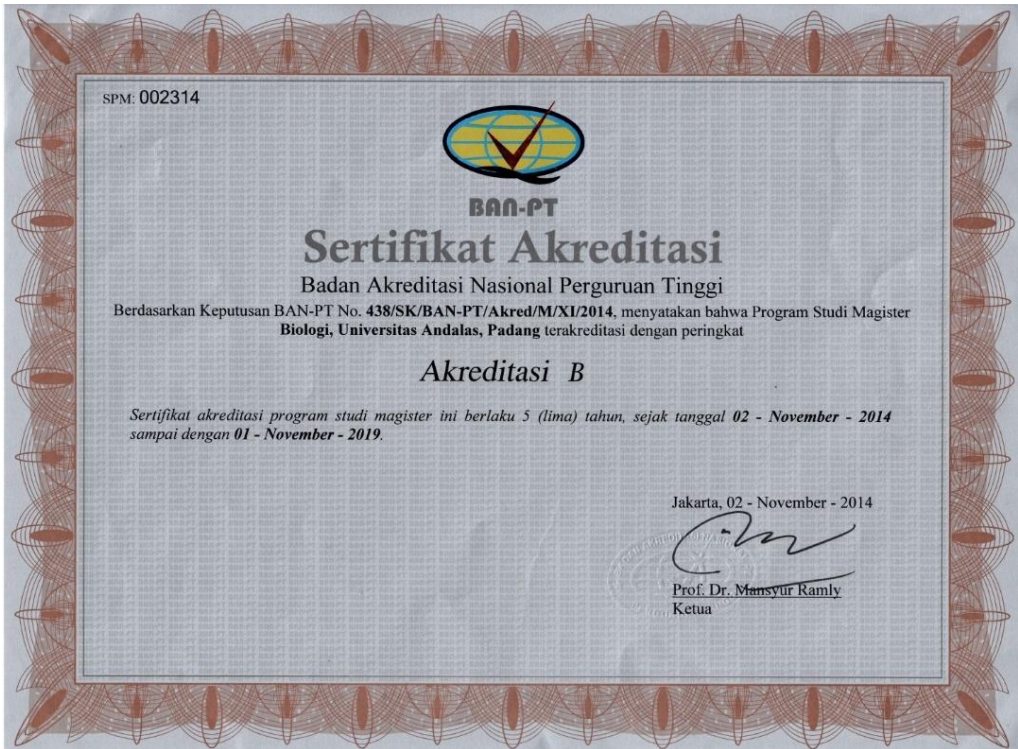 SPM: 002314
BAN-PT
Sertifikat Akreditasi
Badan Akreditasi Nasional Perguruan Tinggi
Berdasarkan Keputusan BAN-PT No. 438/SK/BAN-PT/Akred/M/XI/2014, menyatakan bahwa Program Studi Magister
Biologi, Universitas Andalas, Padang terakreditasi dengan peringkat
Akreditasi B
Sertifikat akreditasi program studi magister ini berlaku 5 (lima) tahun, sejak tanggal 02 - November - 2014
sampai dengan 01 - November - 2019.
Jakarta, 02 - November - 2014
Prof. Dr. Mansyur Ramly
Ketua